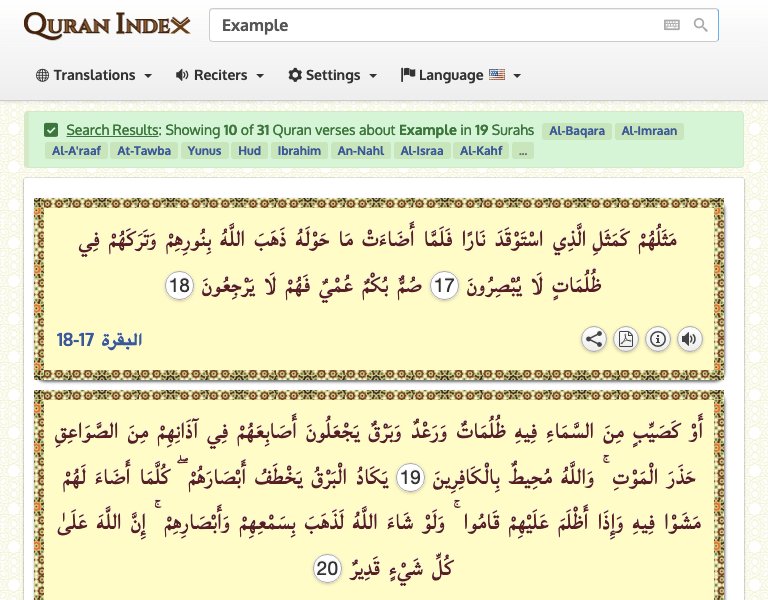 QURAN INDEX
Example
Translations
Reciters
Settings
Language
Search Results: Showing 10 of 31 Quran verses about Example in 19 Surahs Al-Baqara Al-Imraan
Al-A'raaf At-Tawba Yunus Hud Ibrahim An-Nahl Al-Israa Al-Kahf ...
مَثَلُهُمْ كَمَثَلِ الَّذِي اسْتَوْقَدَ نَارًا فَلَمَّا أَضَاءَتْ مَا حَوْلَهُ ذَهَبَ اللَّهُ بِنُورِهِمْ وَتَرَكَهُمْ فِي
ظُلُمَاتٍ لَا يُبْصِرُونَ 17 صُمٌّ بُكْمٌ عُمْيٌ فَهُمْ لَا يَرْجِعُونَ 18
البقرة 17-18
أَوْ كَصَيِّبٍ مِنَ السَّمَاءِ فِيهِ ظُلُمَاتٌ وَرَعْدٌ وَبَرْقٌ يَجْعَلُونَ أَصَابِعَهُمْ فِي آذَانِهِمْ مِنَ الصَّوَاعِقِ
حَذَرَ الْمَوْتِ ۚ وَاللَّهُ مُحِيطٌ بِالْكَافِرِينَ 19 يَكَادُ الْبَرْقُ يَخْطَفُ أَبْصَارَهُمْ ۖ كُلَّمَا أَضَاءَ لَهُمْ
مَشَوْا فِيهِ وَإِذَا أَظْلَمَ عَلَيْهِمْ قَامُوا ۚ وَلَوْ شَاءَ اللَّهُ لَذَهَبَ بِسَمْعِهِمْ وَأَبْصَارِهِمْ ۚ إِنَّ اللَّهَ عَلَىٰ
كُلِّ شَيْءٍ قَدِيرٌ 20